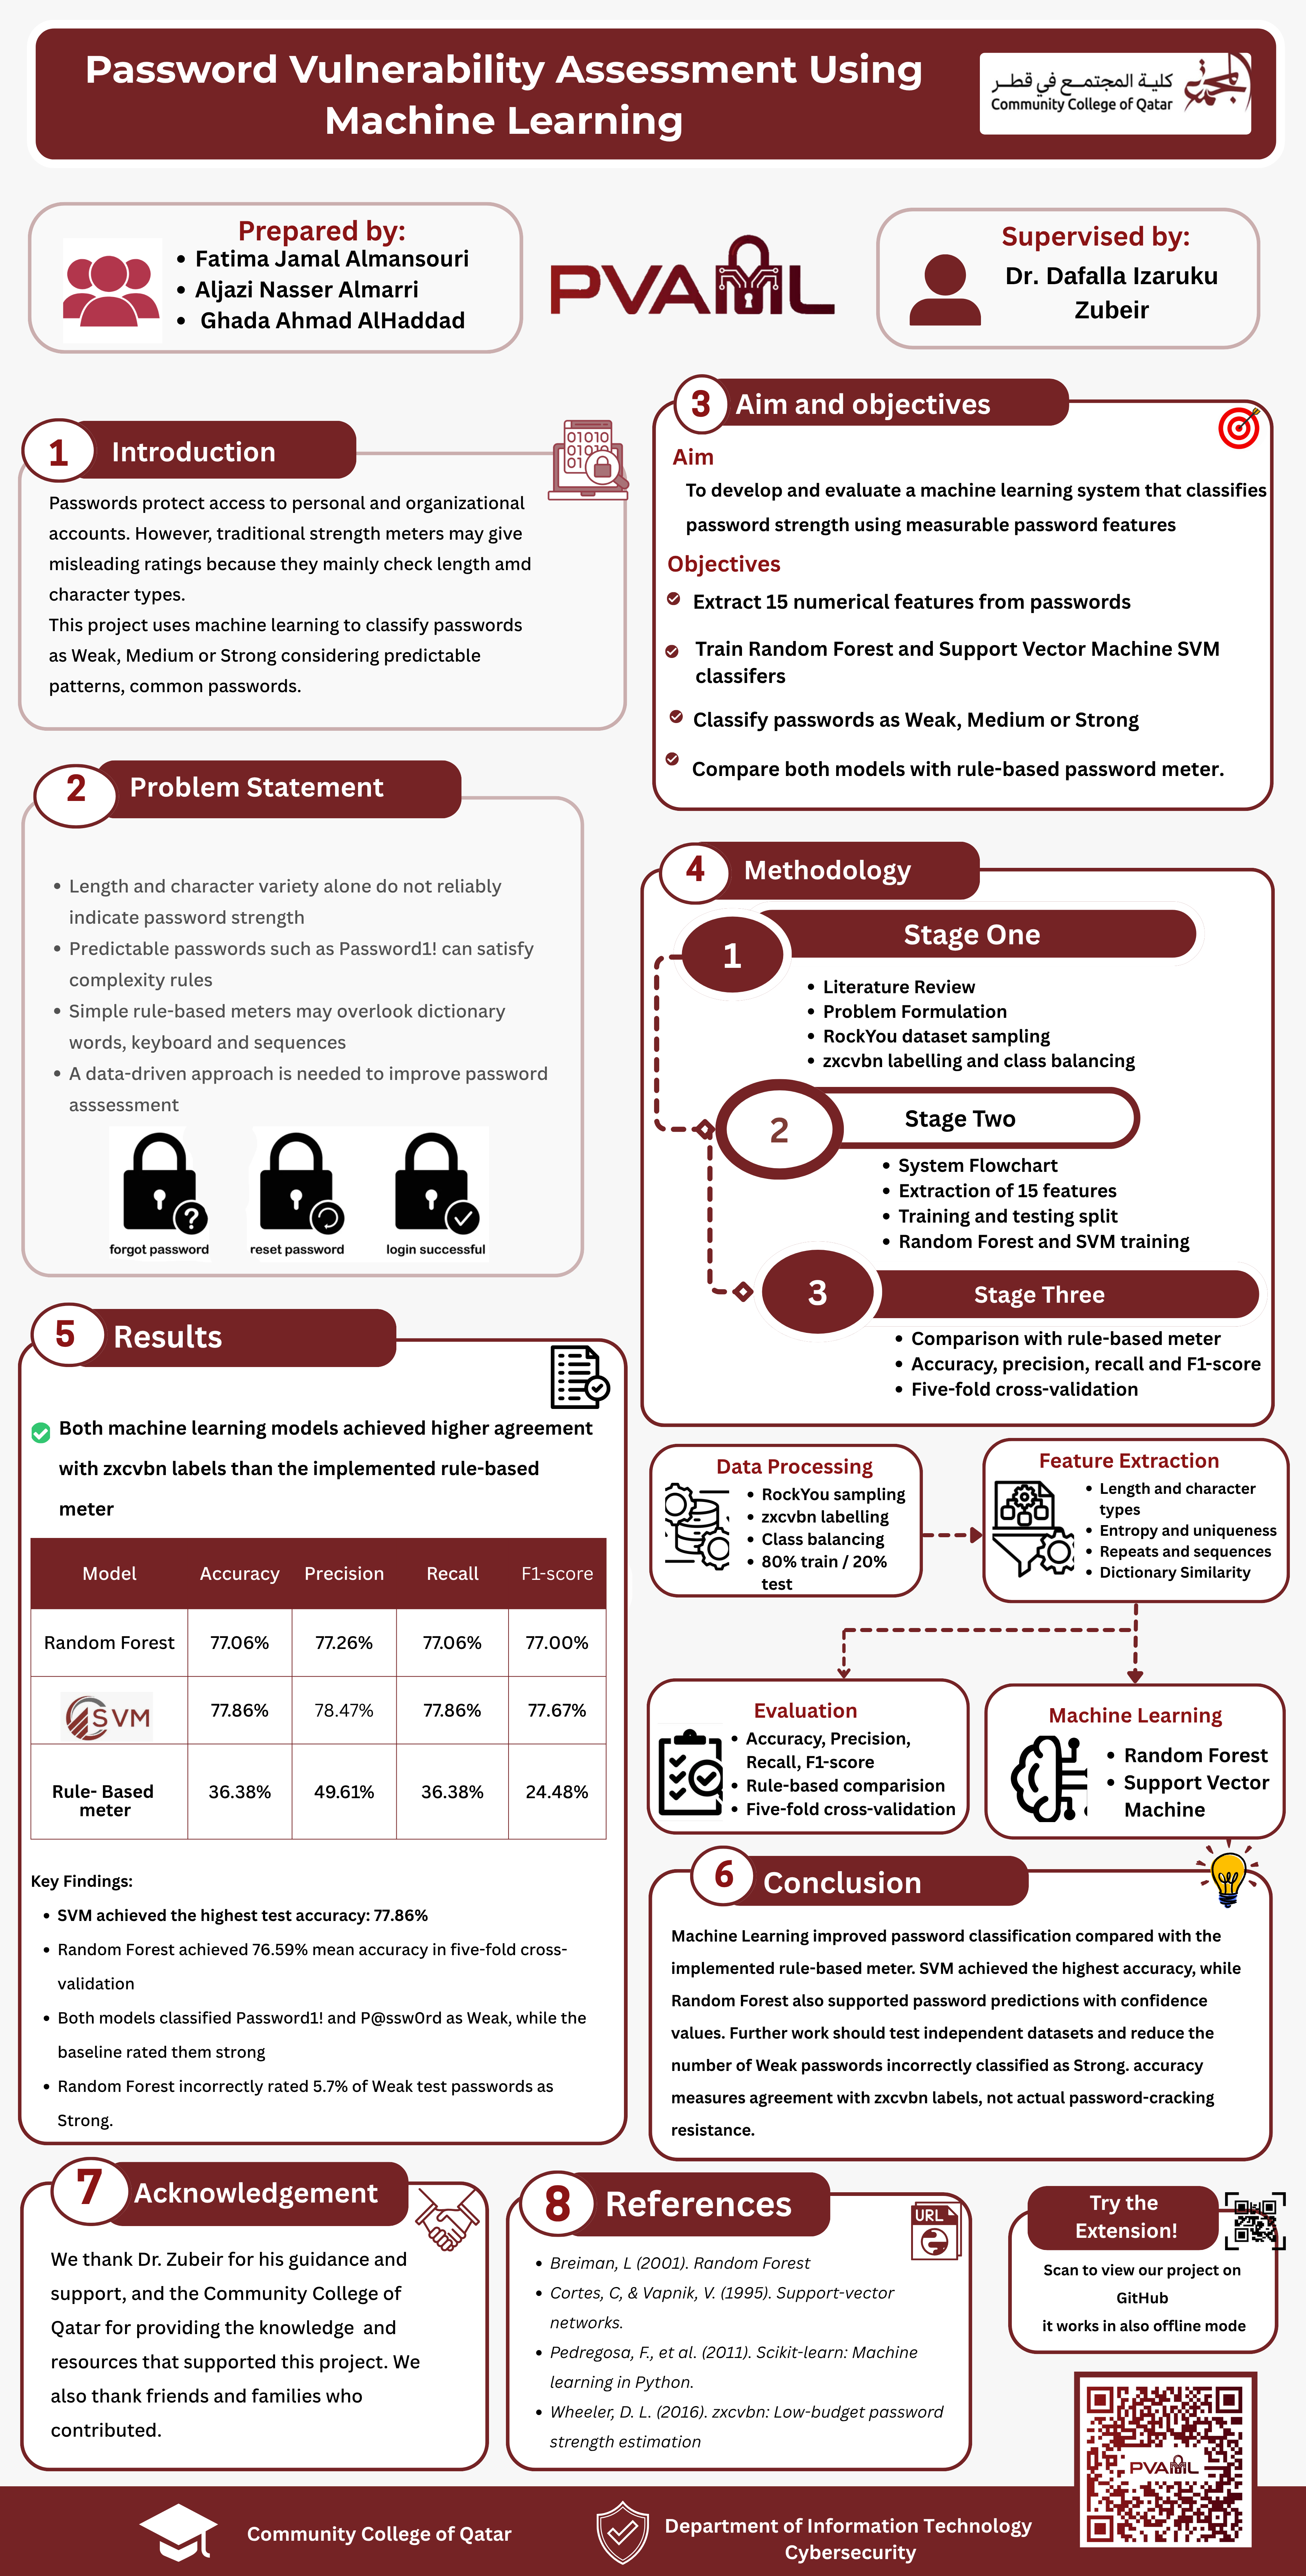 Password Vulnerability Assessment Using
Machine Learning
كلية المجتمع في قطر
Community College of Qatar
Prepared by:
• Fatima Jamal Almansouri
• Aljazi Nasser Almarri
• Ghada Ahmad AlHaddad
PVAML
Supervised by:
Dr. Dafalla Izaruku
Zubeir
1 Introduction
01010
010
01
Passwords protect access to personal and organizational
accounts. However, traditional strength meters may give
misleading ratings because they mainly check length amd
character types.
This project uses machine learning to classify passwords
as Weak, Medium or Strong considering predictable
patterns, common passwords.
2 Problem Statement
• Length and character variety alone do not reliably
indicate password strength
• Predictable passwords such as Password1! can satisfy
complexity rules
• Simple rule-based meters may overlook dictionary
words, keyboard and sequences
• A data-driven approach is needed to improve password
asssessment
forgot password
reset password
login successful
3 Aim and objectives
Aim
To develop and evaluate a machine learning system that classifies
password strength using measurable password features
Objectives
Extract 15 numerical features from passwords
Train Random Forest and Support Vector Machine SVM
classifers
Classify passwords as Weak, Medium or Strong
Compare both models with rule-based password meter.
4 Methodology
1 Stage One
• Literature Review
• Problem Formulation
• RockYou dataset sampling
• zxcvbn labelling and class balancing
2 Stage Two
• System Flowchart
• Extraction of 15 features
• Training and testing split
• Random Forest and SVM training
3 Stage Three
• Comparison with rule-based meter
• Accuracy, precision, recall and F1-score
• Five-fold cross-validation
Data Processing
• RockYou sampling
• zxcvbn labelling
• Class balancing
• 80% train / 20%
test
Feature Extraction
• Length and character
types
• Entropy and uniqueness
• Repeats and sequences
• Dictionary Similarity
Evaluation
• Accuracy, Precision,
Recall, F1-score
• Rule-based comparision
• Five-fold cross-validation
Machine Learning
• Random Forest
• Support Vector
Machine
5 Results
Both machine learning models achieved higher agreement
with zxcvbn labels than the implemented rule-based
meter
Model Accuracy Precision Recall F1-score
Random Forest 77.06% 77.26% 77.06% 77.00%
SVM 77.86% 78.47% 77.86% 77.67%
Rule- Based
meter 36.38% 49.61% 36.38% 24.48%
Key Findings:
• SVM achieved the highest test accuracy: 77.86%
• Random Forest achieved 76.59% mean accuracy in five-fold cross-
validation
• Both models classified Password1! and P@ssw0rd as Weak, while the
baseline rated them strong
• Random Forest incorrectly rated 5.7% of Weak test passwords as
Strong.
6 Conclusion
Machine Learning improved password classification compared with the
implemented rule-based meter. SVM achieved the highest accuracy, while
Random Forest also supported password predictions with confidence
values. Further work should test independent datasets and reduce the
number of Weak passwords incorrectly classified as Strong. accuracy
measures agreement with zxcvbn labels, not actual password-cracking
resistance.
7 Acknowledgement
We thank Dr. Zubeir for his guidance and
support, and the Community College of
Qatar for providing the knowledge and
resources that supported this project. We
also thank friends and families who
contributed.
8 References
URL
• Breiman, L (2001). Random Forest
• Cortes, C, & Vapnik, V. (1995). Support-vector
networks.
• Pedregosa, F., et al. (2011). Scikit-learn: Machine
learning in Python.
• Wheeler, D. L. (2016). zxcvbn: Low-budget password
strength estimation
Try the
Extension!
Scan to view our project on
GitHub
it works in also offline mode
PVAML
Community College of Qatar
Department of Information Technology
Cybersecurity